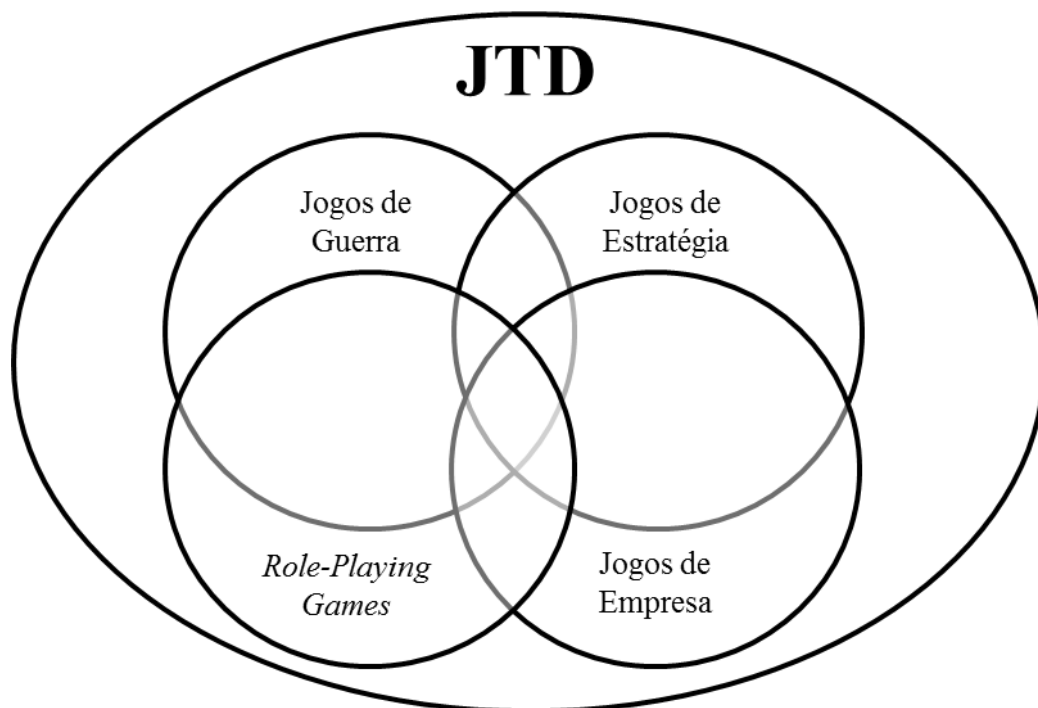 JTD
Jogos de
Guerra
Jogos de
Estratégia
Role-Playing
Games
Jogos de
Empresa